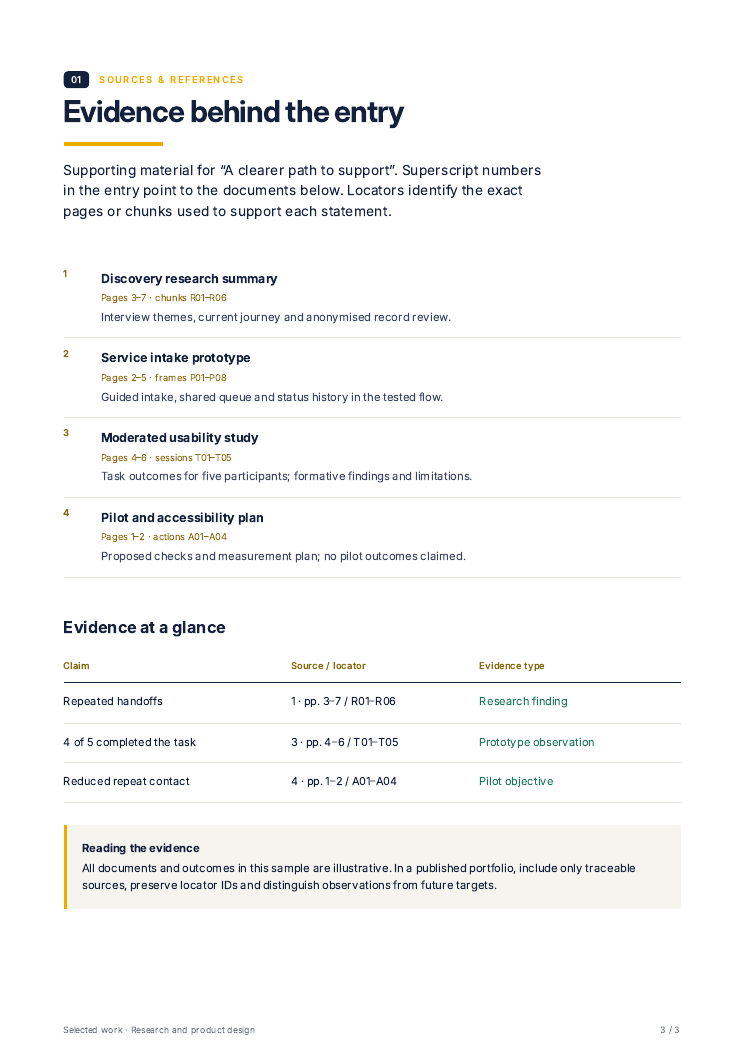 01 SOURCES & REFERENCES
Evidence behind the entry
Supporting material for “A clearer path to support”. Superscript numbers
in the entry point to the documents below. Locators identify the exact
pages or chunks used to support each statement.
1 Discovery research summary
Pages 3–7 · chunks R01–R06
Interview themes, current journey and anonymised record review.
2 Service intake prototype
Pages 2–5 · frames P01–P08
Guided intake, shared queue and status history in the tested flow.
3 Moderated usability study
Pages 4–6 · sessions T01–T05
Task outcomes for five participants; formative findings and limitations.
4 Pilot and accessibility plan
Pages 1–2 · actions A01–A04
Proposed checks and measurement plan; no pilot outcomes claimed.
Evidence at a glance
Claim Source / locator Evidence type
Repeated handoffs 1 · pp. 3–7 / R01–R06 Research finding
4 of 5 completed the task 3 · pp. 4–6 / T01–T05 Prototype observation
Reduced repeat contact 4 · pp. 1–2 / A01–A04 Pilot objective
Reading the evidence
All documents and outcomes in this sample are illustrative. In a published portfolio, include only traceable
sources, preserve locator IDs and distinguish observations from future targets.
Selected work · Research and product design 3 / 3